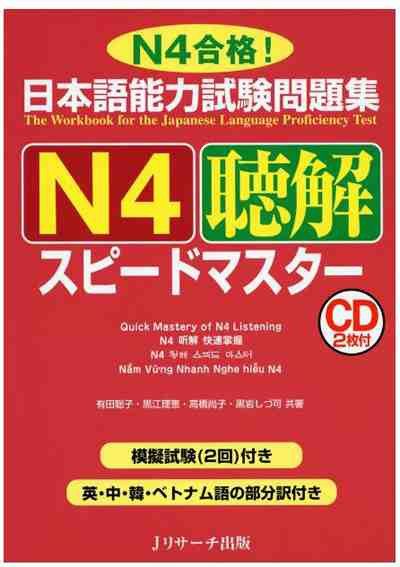 N4合格!
日本語能力試験問題集
The Workbook for the Japanese Language Proficiency Test
N4 聴解
スピードマスター
CD
2枚付
Quick Mastery of N4 Listening
N4 听解 快速掌握
N4 청해 스피드 마스터
Nắm Vững Nhanh Nghe hiểu N4
有田聡子・黒江理恵・高橋尚子・黒岩しづ可 共著
模擬試験(2回)付き
英・中・韓・ベトナム語の部分訳付き
Jリサーチ出版